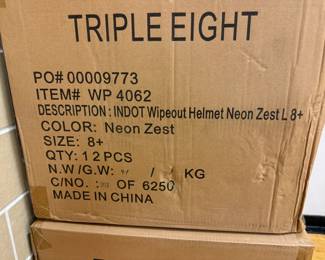 TRIPLE EIGHT
PO# 00009773
ITEM# WP 4062
DESCRIPTION : INDOT Wipeout Helmet Neon Zest L 8+
COLOR: Neon Zest
SIZE: 8+
QTY: 12 PCS
N.W/G.W: / / KG
C/NO. : OF 6250
MADE IN CHINA